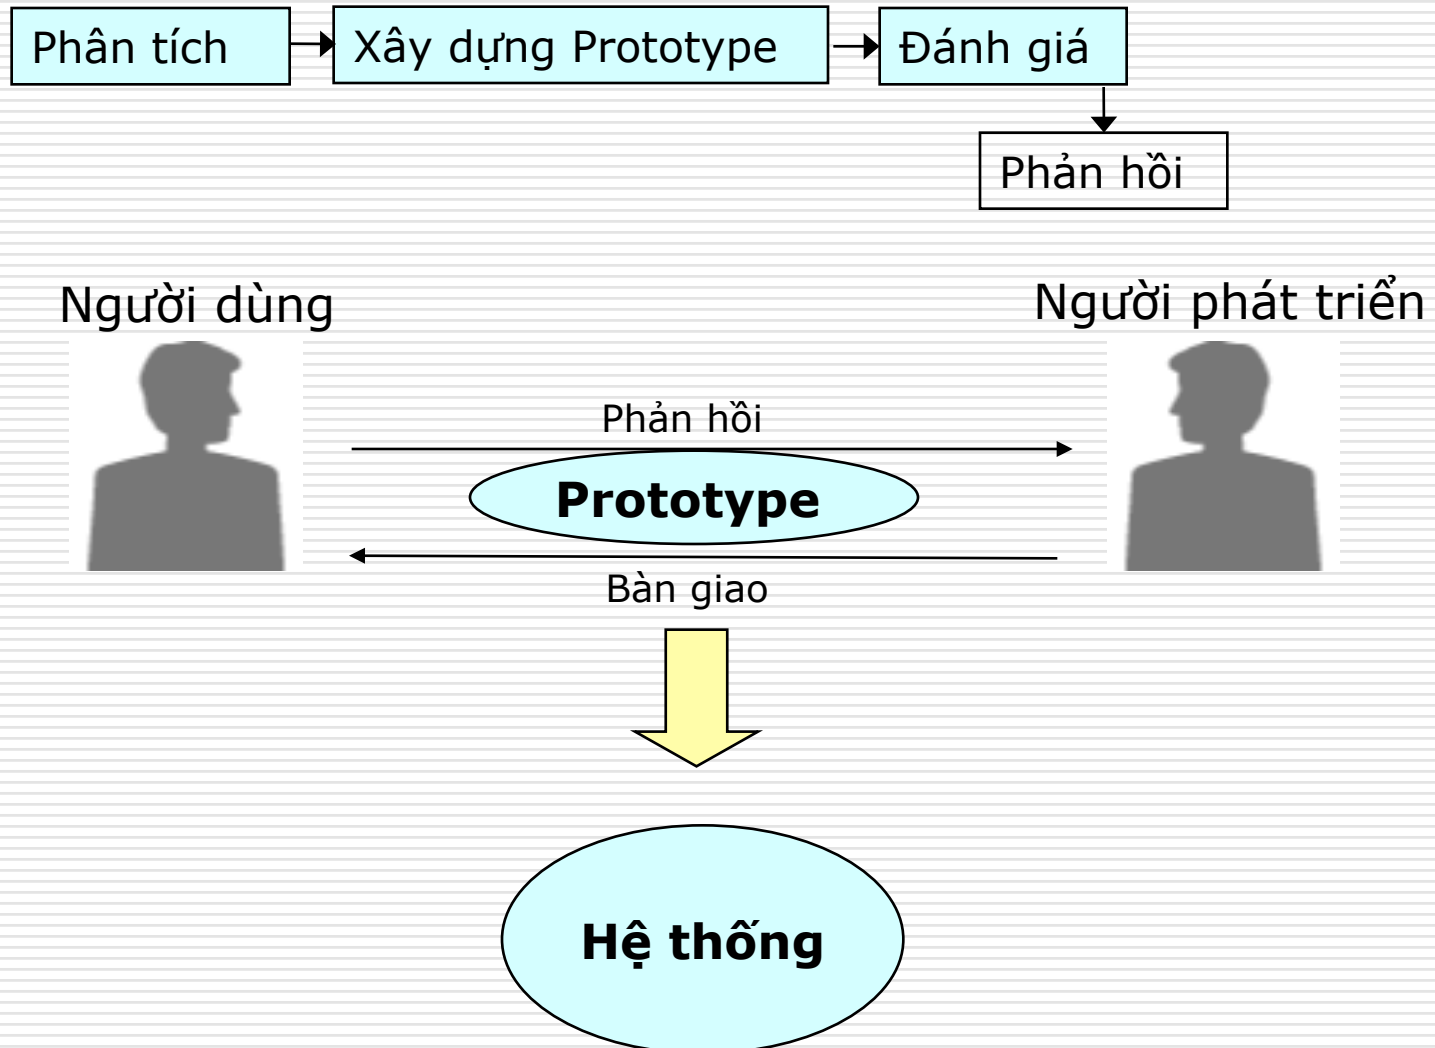 Phân tích
Xây dựng Prototype
Đánh giá
Phản hồi
Người dùng
Người phát triển
Phản hồi
Prototype
Bàn giao
Hệ thống